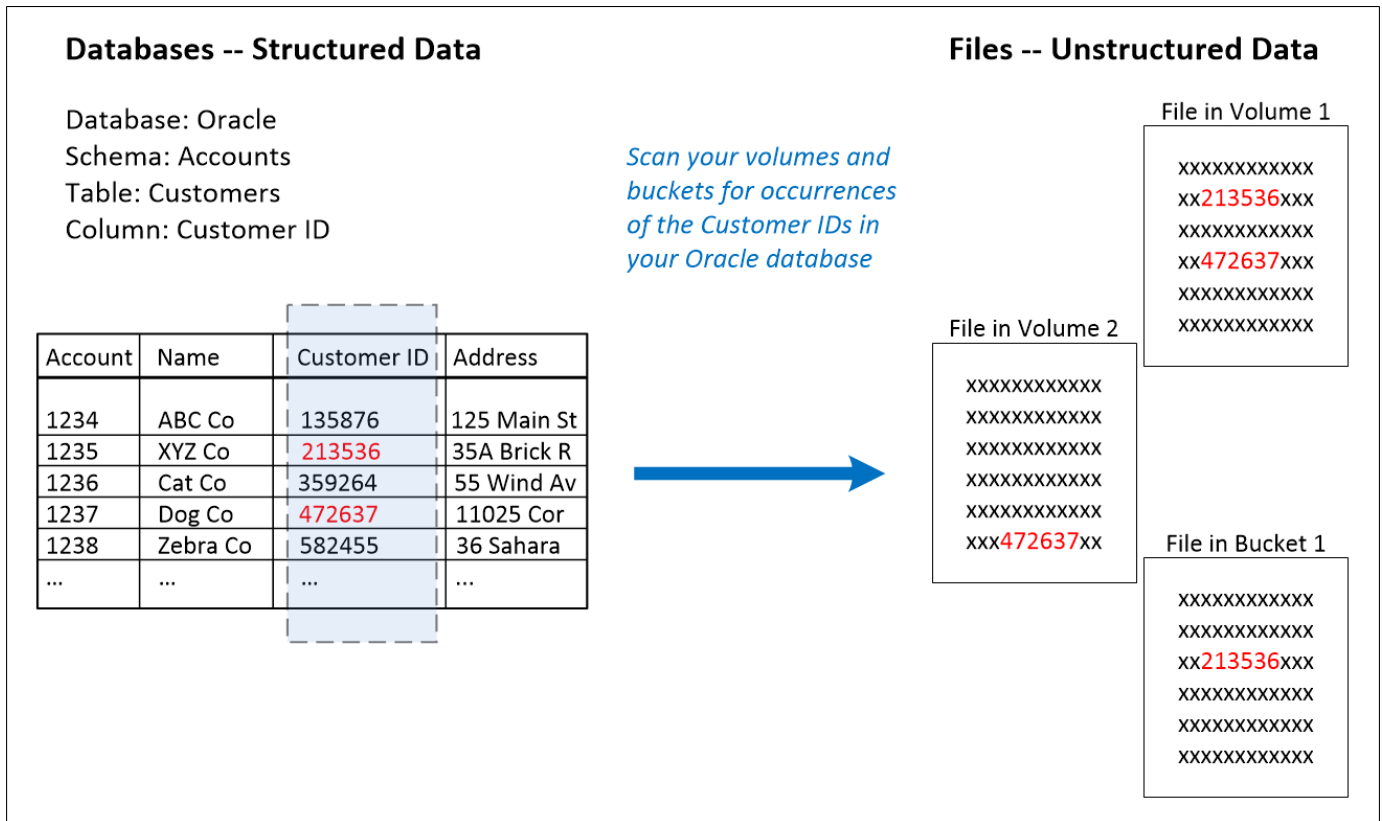 Databases -- Structured Data
Database: Oracle
Schema: Accounts
Table: Customers
Column: Customer ID
Scan your volumes and
buckets for occurrences
of the Customer IDs in
your Oracle database
Account Name Customer ID Address
1234 ABC Co 135876 125 Main St
1235 XYZ Co 213536 35A Brick R
1236 Cat Co 359264 55 Wind Av
1237 Dog Co 472637 11025 Cor
1238 Zebra Co 582455 36 Sahara
... ... ... ...
Files -- Unstructured Data
File in Volume 1
xxxxxxxxxxxx
xx213536xxx
xxxxxxxxxxxx
xx472637xxx
xxxxxxxxxxxx
xxxxxxxxxxxx
File in Volume 2
xxxxxxxxxxxx
xxxxxxxxxxxx
xxxxxxxxxxxx
xxxxxxxxxxxx
xxxxxxxxxxxx
xxx472637xx
File in Bucket 1
xxxxxxxxxxxx
xxxxxxxxxxxx
xx213536xxx
xxxxxxxxxxxx
xxxxxxxxxxxx
xxxxxxxxxxxx